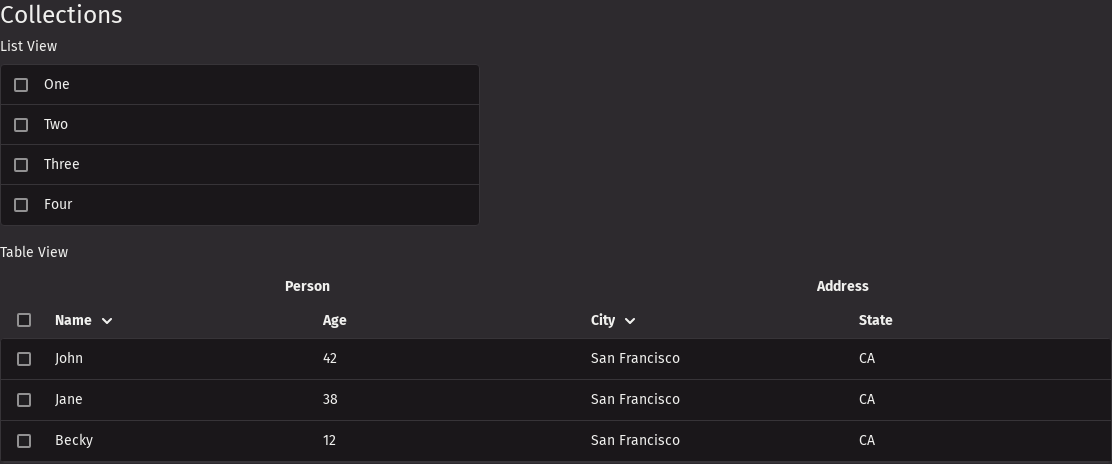 Collections
List View
One
Two
Three
Four
Table View
Person Address
Name Age City State
John 42 San Francisco CA
Jane 38 San Francisco CA
Becky 12 San Francisco CA